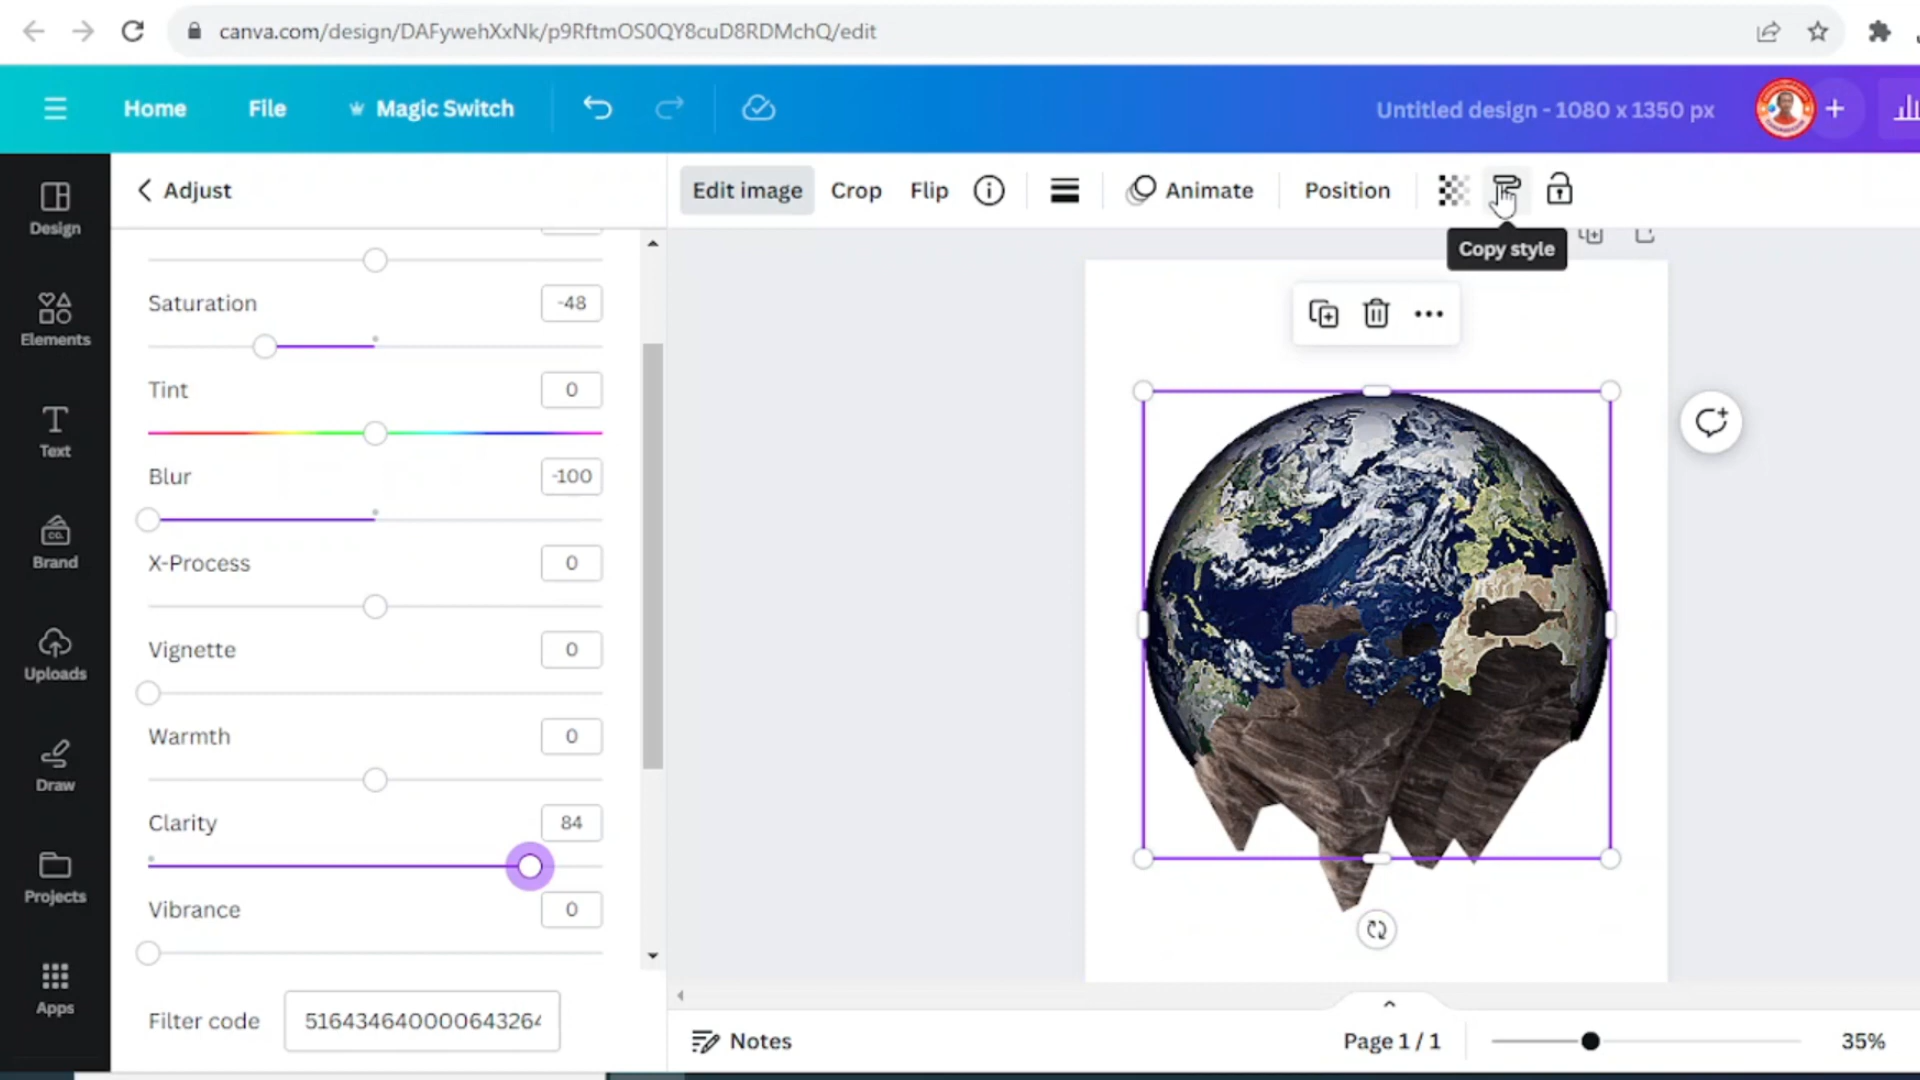 canva.com/design/DAFywehXxNk/p9RftmOS0QY8cuD8RDMchQ/edit
Home File Magic Switch Untitled design - 1080 x 1350 px
Adjust
Edit image Crop Flip Animate Position
Copy style
Design
Elements
Text
Brand
CO.
Uploads
Draw
Projects
Apps
Saturation -48
Tint 0
Blur -100
X-Process 0
Vignette 0
Warmth 0
Clarity 84
Vibrance 0
Filter code 51643464000064326
Notes Page 1 / 1 35%